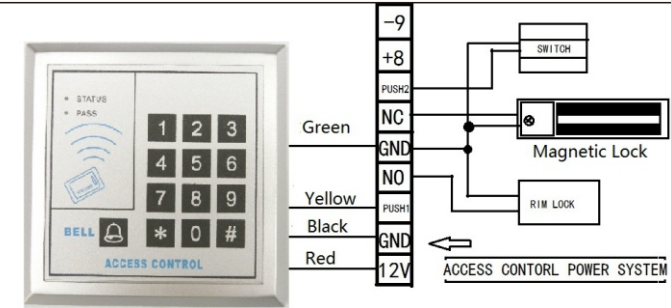 STATUS
PASS
1 2 3
4 5 6
7 8 9
* 0 #
BELL
ACCESS CONTROL
Green
Yellow
Black
Red
-9
+8
PUSH2
NC
GND
NO
PUSH1
GND
12V
SWITCH
Magnetic Lock
RIM LOCK
ACCESS CONTORL POWER SYSTEM